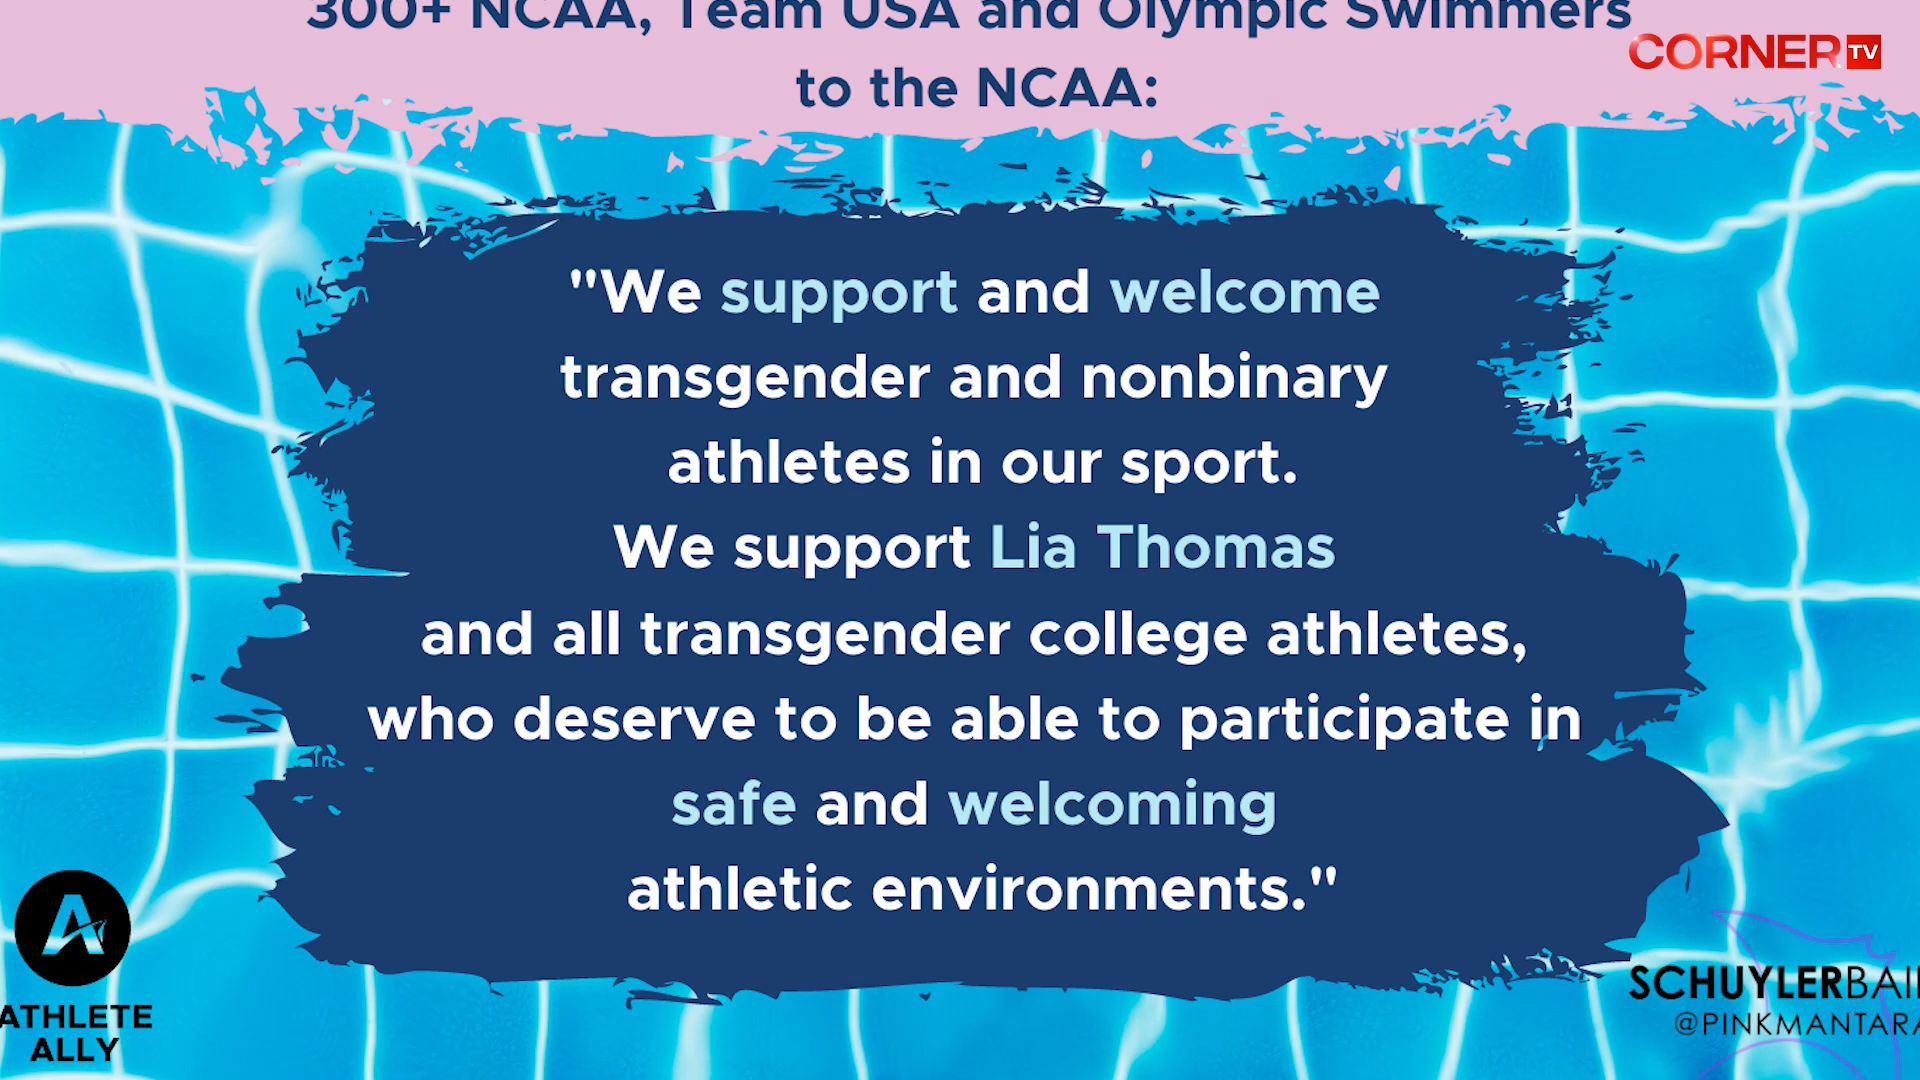 300+ NCAA, Team USA and Olympic Swimmers
to the NCAA:
CORNER TV
"We support and welcome
transgender and nonbinary
athletes in our sport.
We support Lia Thomas
and all transgender college athletes,
who deserve to be able to participate in
safe and welcoming
athletic environments."
ATHLETE
ALLY
SCHUYLERBAI
@PINKMANTARA